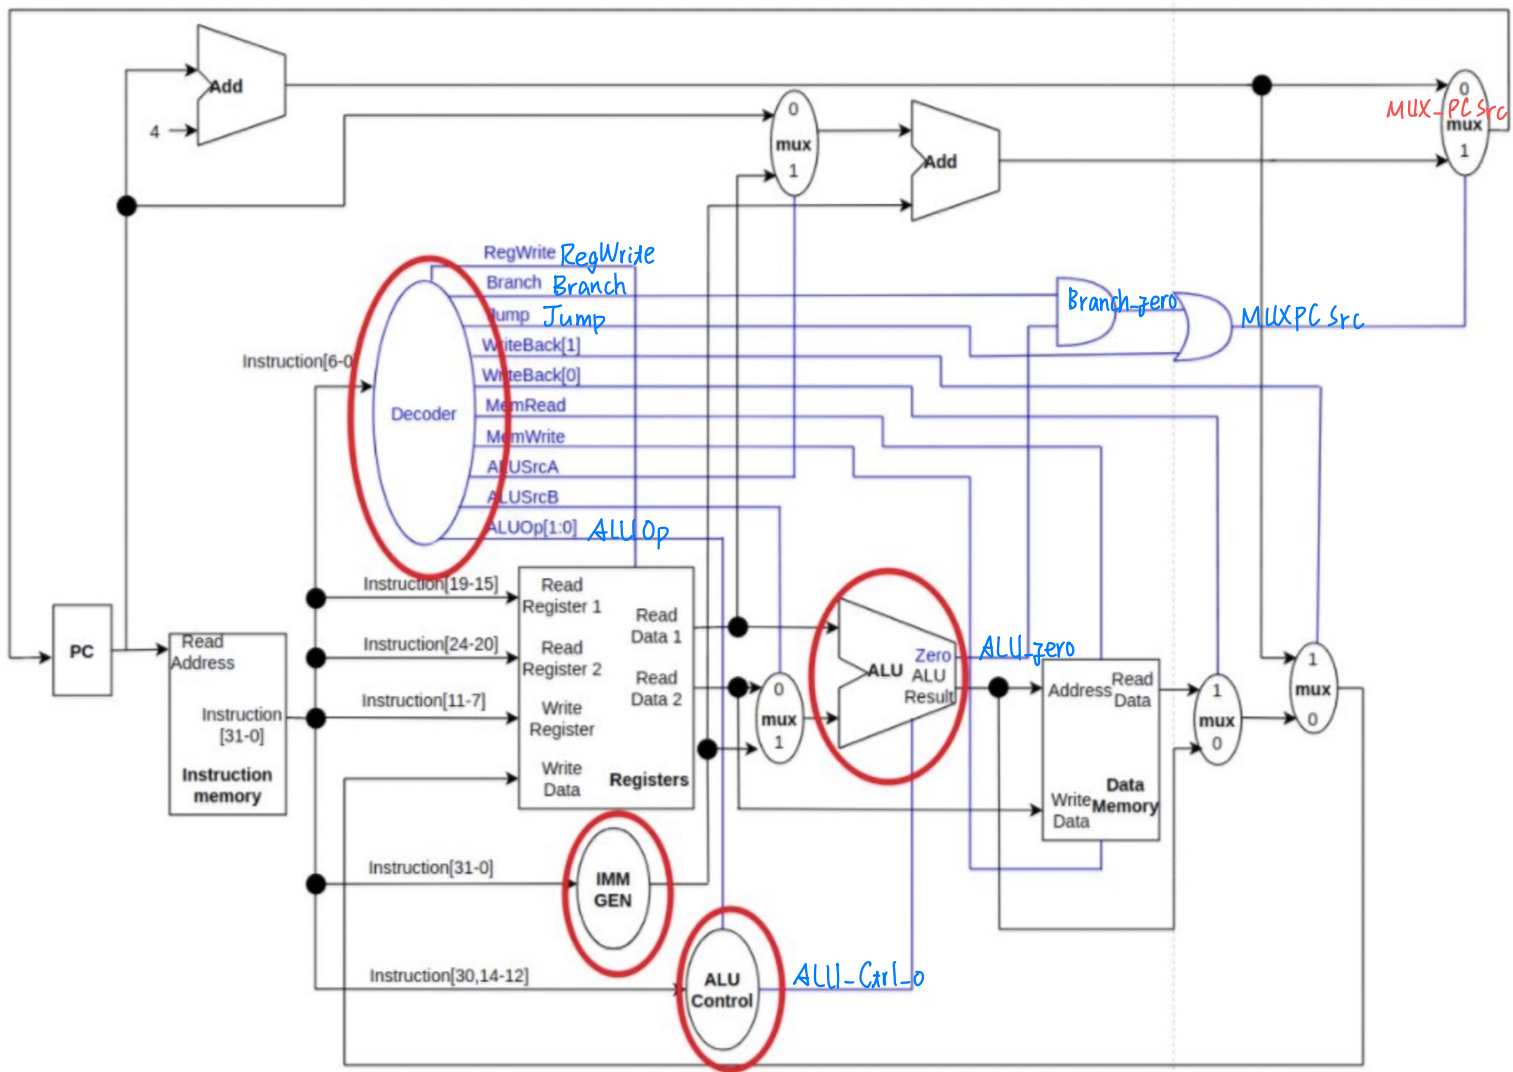 Add
4
0
mux
1
Add
0
MUX_PCSrc
mux
1
RegWrite RegWrite
Branch Branch
Jump Jump
WriteBack[1]
WriteBack[0]
MemRead
MemWrite
ALUSrcA
ALUSrcB
ALUOp[1:0] ALUOp
Branch_zero
MUXPCSrc
Instruction[6-0
Decoder
Instruction[19-15]
Instruction[24-20]
Instruction[11-7]
PC
Read
Address
Instruction
[31-0]
Instruction
memory
Read
Register 1
Read
Register 2
Write
Register
Write
Data
Read
Data 1
Read
Data 2
Registers
0
mux
1
Zero
ALU
ALU
Result
ALU_zero
Address
Read
Data
Write
Data
Data
Memory
1
mux
0
1
mux
0
Instruction[31-0]
IMM
GEN
Instruction[30,14-12]
ALU
Control
ALU_Ctrl_o